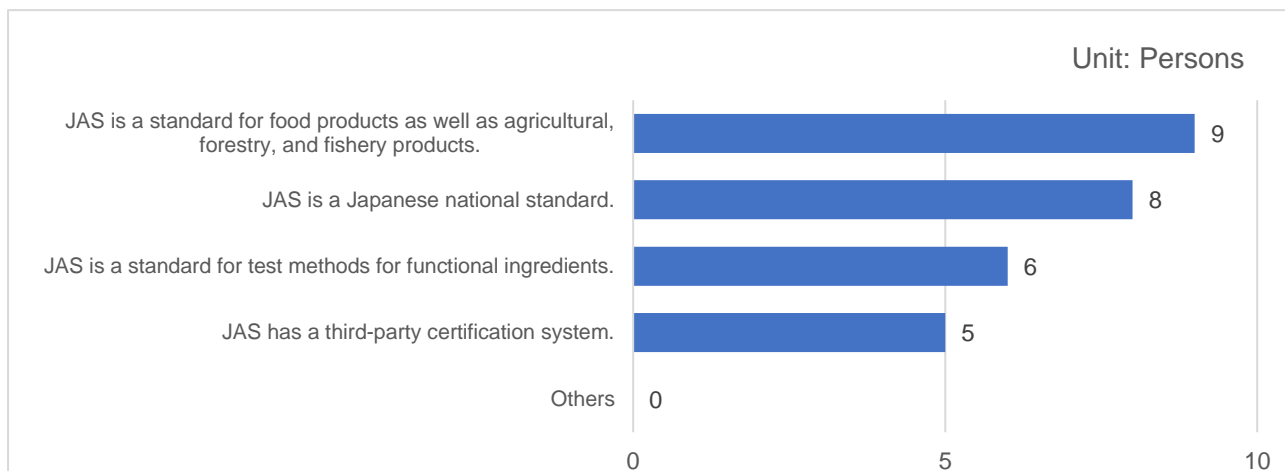 Unit: Persons
JAS is a standard for food products as well as agricultural,
forestry, and fishery products.
9
JAS is a Japanese national standard.
8
JAS is a standard for test methods for functional ingredients.
6
JAS has a third-party certification system.
5
Others
0
0
5
10